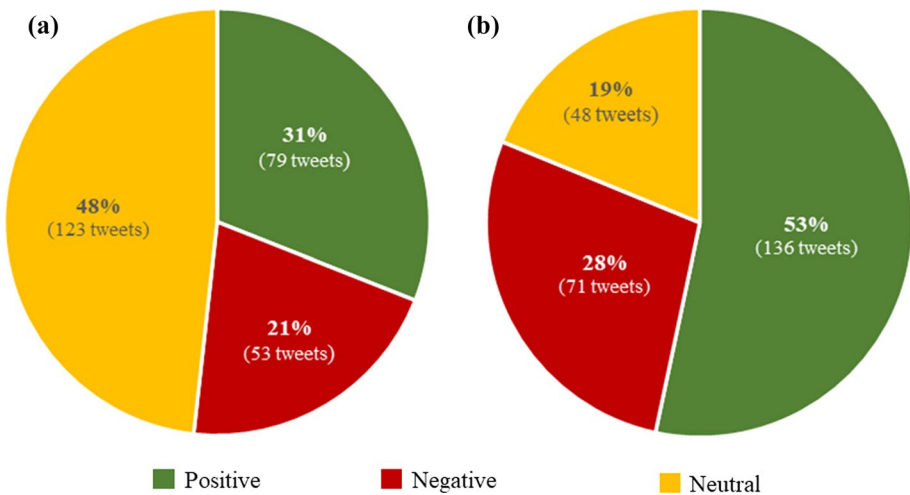 (a)
31%
(79 tweets)
48%
(123 tweets)
21%
(53 tweets)
(b)
19%
(48 tweets)
53%
(136 tweets)
28%
(71 tweets)
Positive
Negative
Neutral